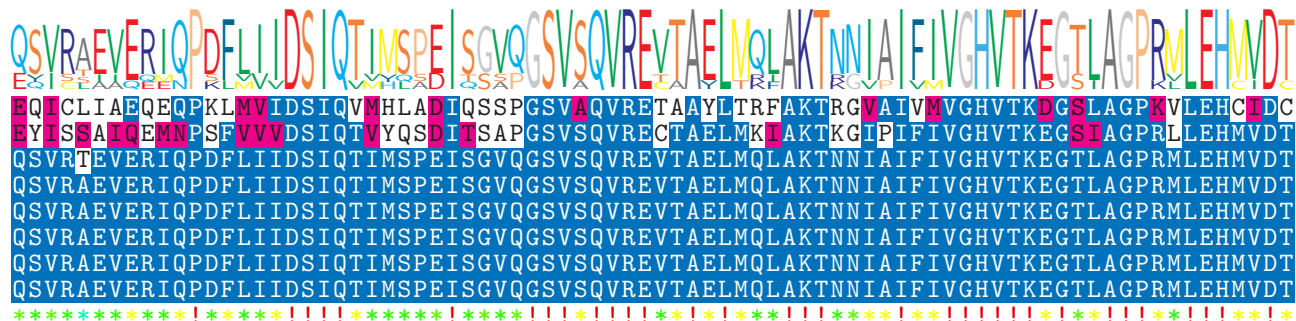 QSVRAEVERIQPDFLIIDSIQTIMSPEISGVQGSVSQVREVTAELMQLAKTNNIAIFIVGHVTKEGTLAGPRMLEHMVDT
EQICLIAEQEQPKLMVIDSIQVMHLADIQSSPGSVAQVRETAAYLTRFAKTRGVAIVMVGHVTKDGSLAGPKVLEHCIDC
EYISSAIQEMNPSFVVVDSIQTVYQSDITSAPGSVSQVRECTAELMKIAKTKGIPIFIVGHVTKEGSIAGPRLLEHMVDT
QSVRTEVERIQPDFLIIDSIQTIMSPEISGVQGSVSQVREVTAELMQLAKTNNIAIFIVGHVTKEGTLAGPRMLEHMVDT
QSVRAEVERIQPDFLIIDSIQTIMSPEISGVQGSVSQVREVTAELMQLAKTNNIAIFIVGHVTKEGTLAGPRMLEHMVDT
QSVRAEVERIQPDFLIIDSIQTIMSPEISGVQGSVSQVREVTAELMQLAKTNNIAIFIVGHVTKEGTLAGPRMLEHMVDT
QSVRAEVERIQPDFLIIDSIQTIMSPEISGVQGSVSQVREVTAELMQLAKTNNIAIFIVGHVTKEGTLAGPRMLEHMVDT
QSVRAEVERIQPDFLIIDSIQTIMSPEISGVQGSVSQVREVTAELMQLAKTNNIAIFIVGHVTKEGTLAGPRMLEHMVDT
QSVRAEVERIQPDFLIIDSIQTIMSPEISGVQGSVSQVREVTAELMQLAKTNNIAIFIVGHVTKEGTLAGPRMLEHMVDT
***********!*****!!!!******!****!!!*!!!!**!*!***!!!****!**!!!!!!*!**!!!**!!!**!*